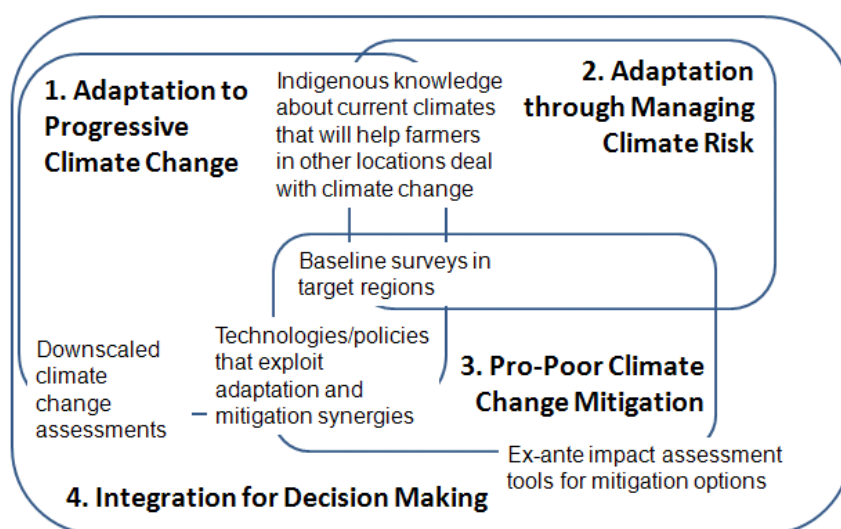 1. Adaptation to
Progressive
Climate Change
Indigenous knowledge
about current climates
that will help farmers
in other locations deal
with climate change
2. Adaptation
through Managing
Climate Risk
Baseline surveys in
target regions
Downscaled
climate
change
assessments
Technologies/policies
that exploit
adaptation and
mitigation synergies
3. Pro-Poor Climate
Change Mitigation
Ex-ante impact assessment
tools for mitigation options
4. Integration for Decision Making